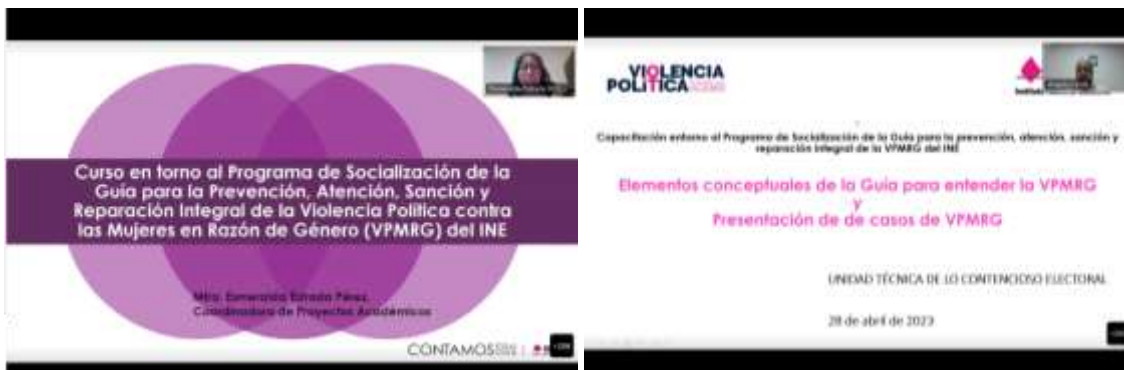 Curso en torno al Programa de Socialización de la
Guía para la Prevención, Atención, Sanción y
Reparación Integral de la Violencia Política contra
las Mujeres en Razón de Género (VPMRG) del INE
Mtra. Esmeralda Estrada Pérez,
Coordinadora de Proyectos Académicos
CONTAMOS
VIOLENCIA
POLÍTICA
Capacitación entorno al Programa de Socialización de la Guía para la prevención, atención, sanción y
reparación integral de la VPMRG del INE
Elementos conceptuales de la Guía para entender la VPMRG
y
Presentación de de casos de VPMRG
UNIDAD TÉCNICA DE LO CONTENCIOSO ELECTORAL
28 de abril de 2023